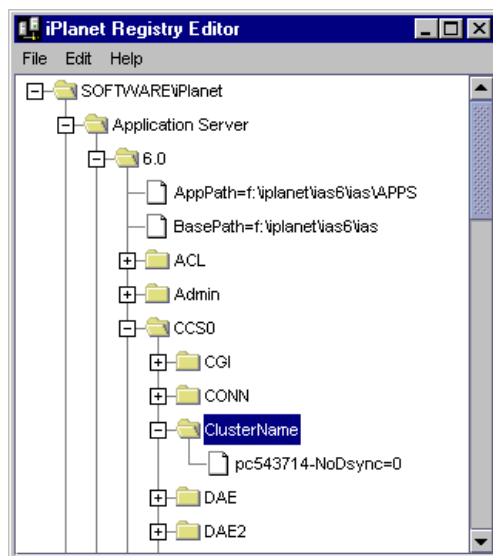 iPlanet Registry Editor
File Edit Help
SOFTWARE\iPlanet
Application Server
6.0
AppPath=f:\iplanet\ias6\ias\APPS
BasePath=f:\iplanet\ias6\ias
ACL
Admin
CCS0
CGI
CONN
ClusterName
pc543714-NoDsync=0
DAE
DAE2